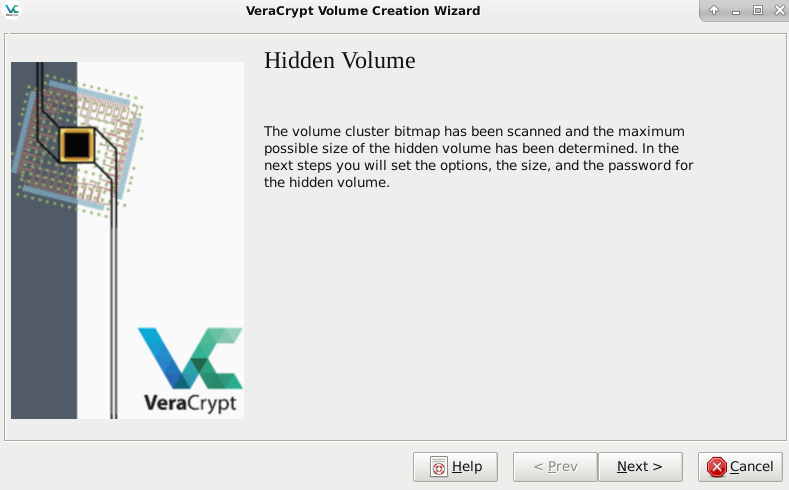 VeraCrypt Volume Creation Wizard
Hidden Volume
The volume cluster bitmap has been scanned and the maximum
possible size of the hidden volume has been determined. In the
next steps you will set the options, the size, and the password for
the hidden volume.
VeraCrypt
Help
< Prev
Next >
Cancel